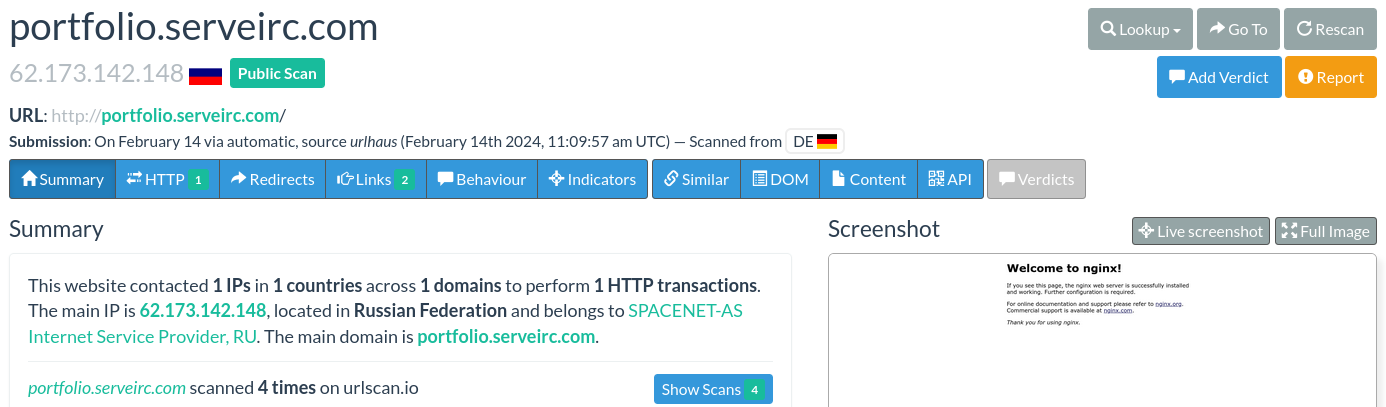 portfolio.serveirc.com
Lookup Go To Rescan
62.173.142.148 Public Scan
Add Verdict Report
URL: http://portfolio.serveirc.com/
Submission: On February 14 via automatic, source urlhaus (February 14th 2024, 11:09:57 am UTC) — Scanned from DE
Summary HTTP 1 Redirects Links 2 Behaviour Indicators Similar DOM Content API Verdicts
Summary
This website contacted 1 IPs in 1 countries across 1 domains to perform 1 HTTP transactions.
The main IP is 62.173.142.148, located in Russian Federation and belongs to SPACENET-AS
Internet Service Provider, RU. The main domain is portfolio.serveirc.com.
portfolio.serveirc.com scanned 4 times on urlscan.io
Show Scans 4
Screenshot
Live screenshot Full Image
Welcome to nginx!
If you see this page, the nginx web server is successfully installed
and working. Further configuration is required.
For online documentation and support please refer to nginx.org.
Commercial support is available at nginx.com.
Thank you for using nginx.